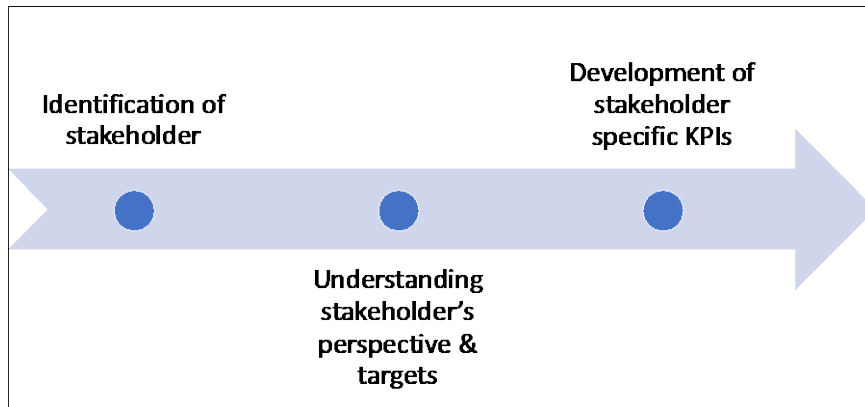 Identification of
stakeholder
Understanding
stakeholder's
perspective &
targets
Development of
stakeholder
specific KPIs